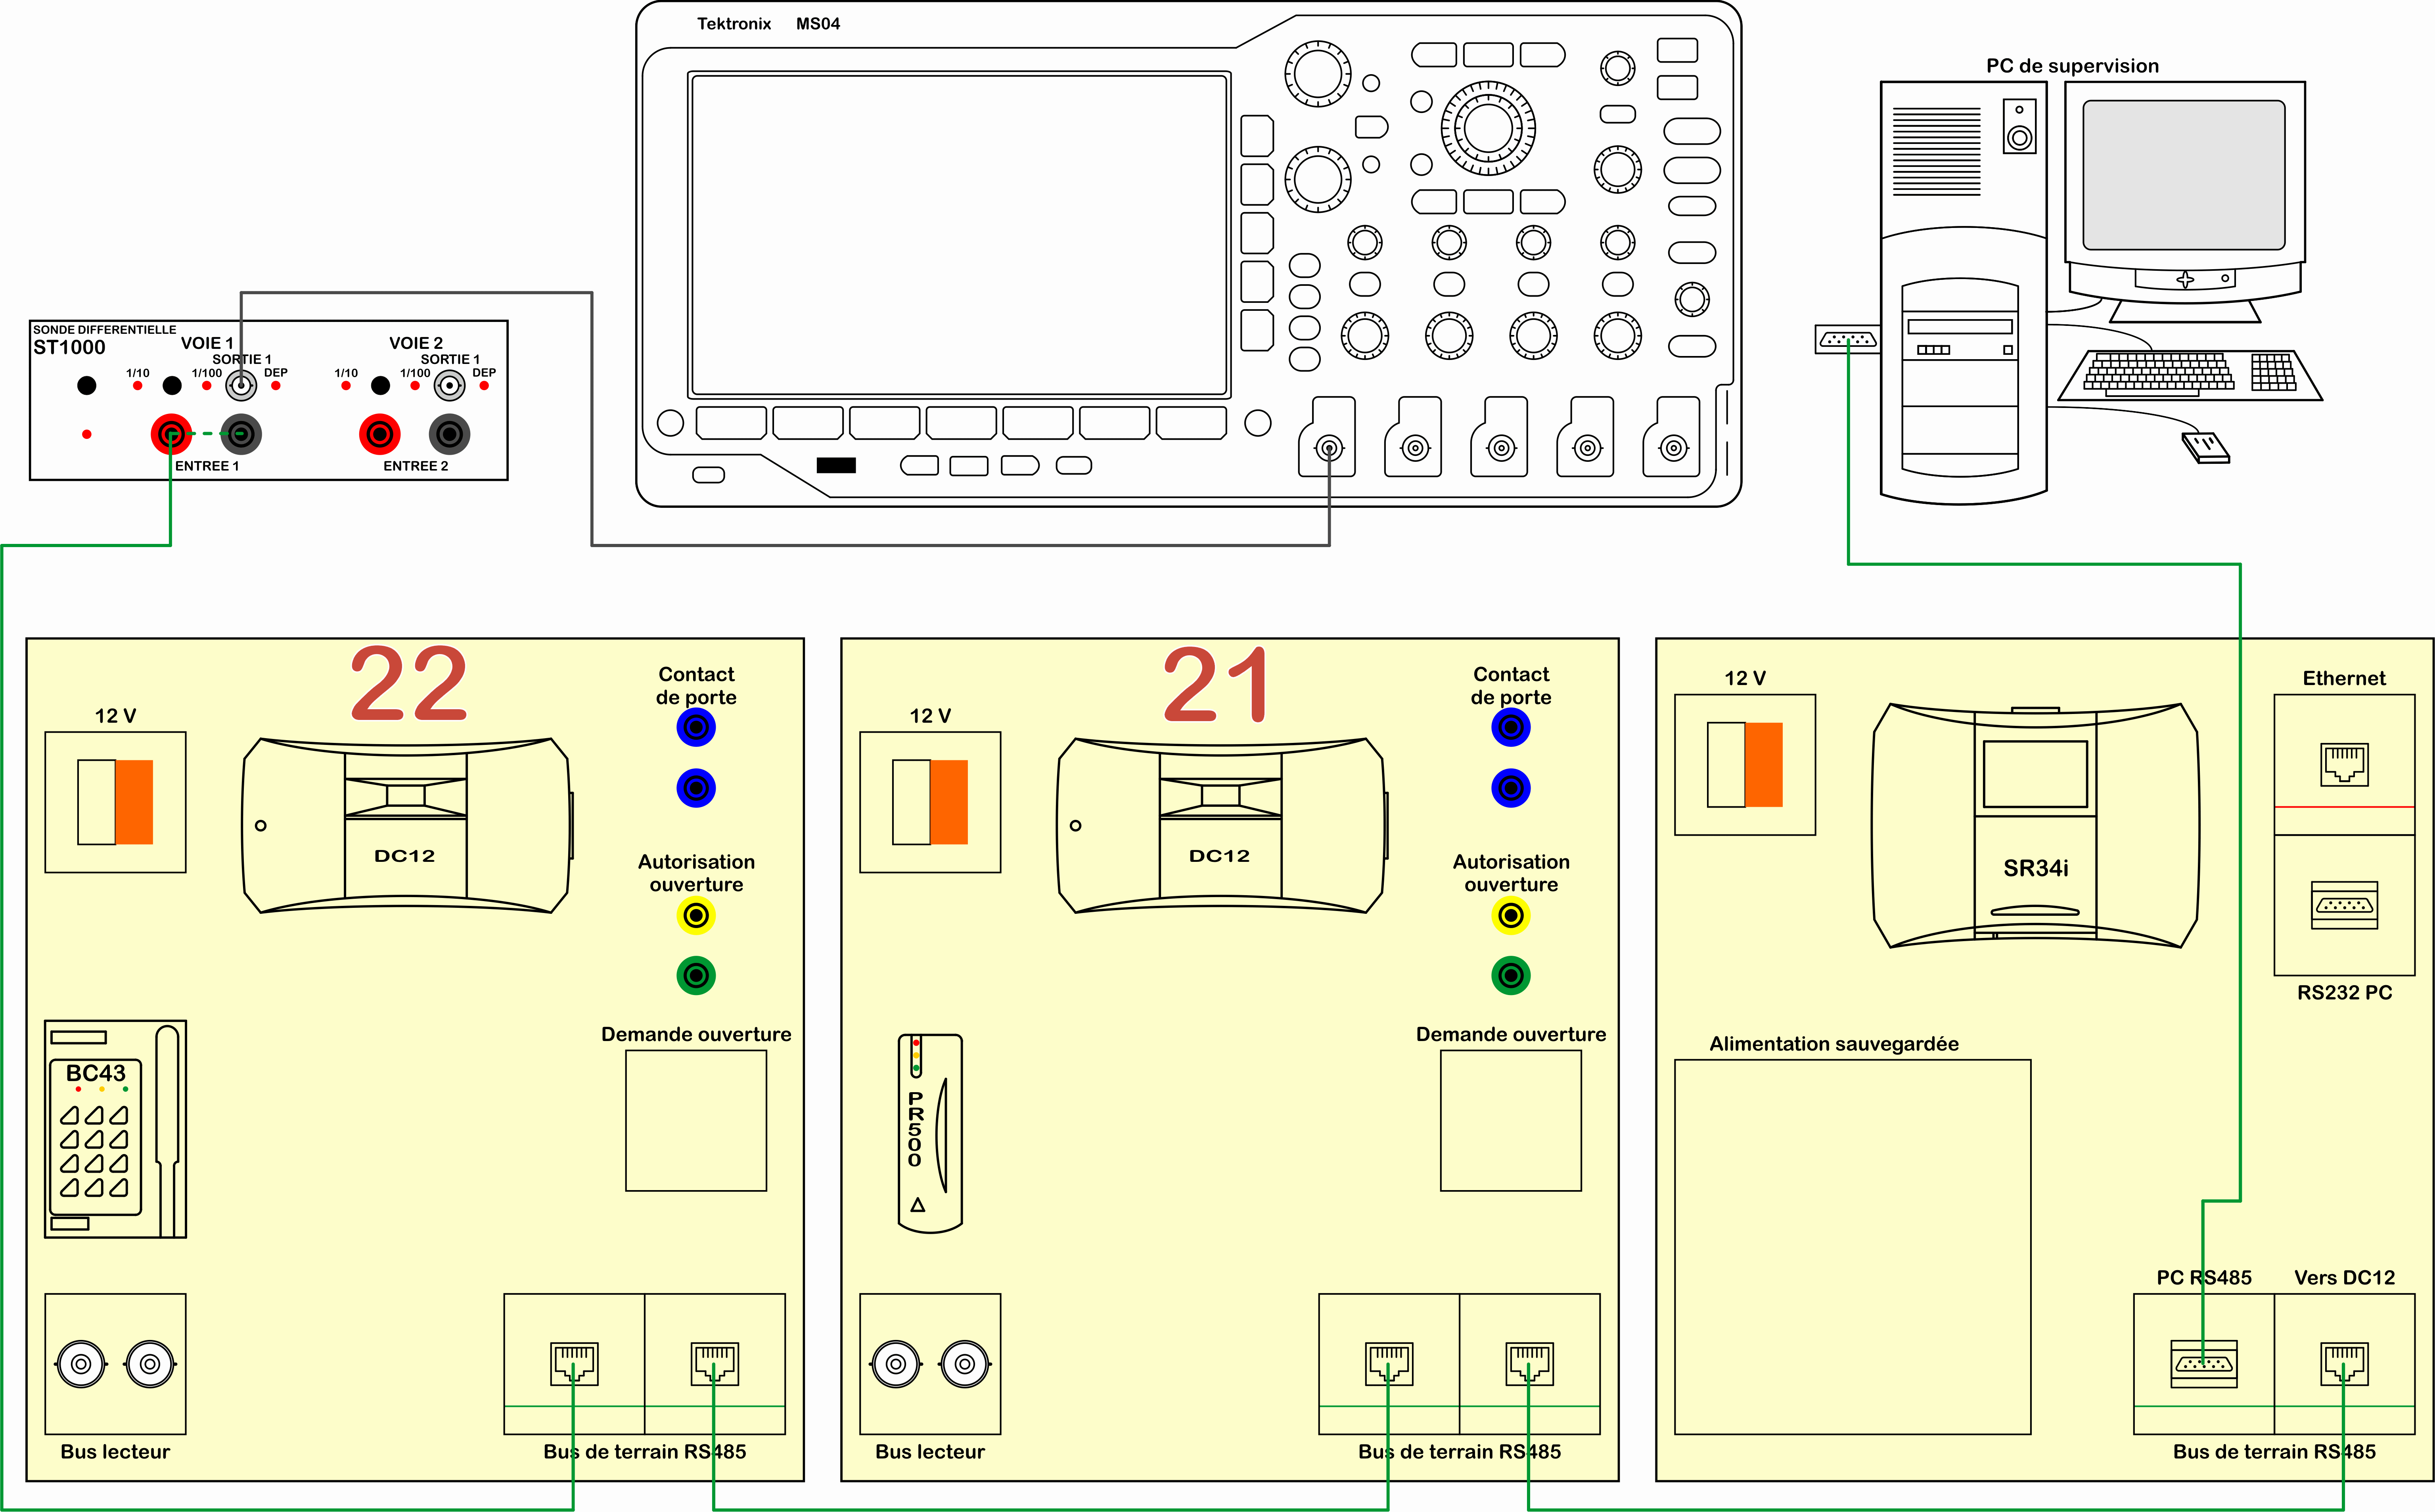 Tektronix MS04
PC de supervision
SONDE DIFFERENTIELLE
ST1000
VOIE 1
VOIE 2
SORTIE 1
SORTIE 1
1/10
1/100
DEP
1/10
1/100
DEP
ENTREE 1
ENTREE 2
22
12 V
Contact
de porte
DC12
Autorisation
ouverture
Demande ouverture
BC43
Bus lecteur
Bus de terrain RS485
21
12 V
Contact
de porte
DC12
Autorisation
ouverture
Demande ouverture
PR500
Bus lecteur
Bus de terrain RS485
12 V
Ethernet
SR34i
RS232 PC
Alimentation sauvegardée
PC RS485
Vers DC12
Bus de terrain RS485